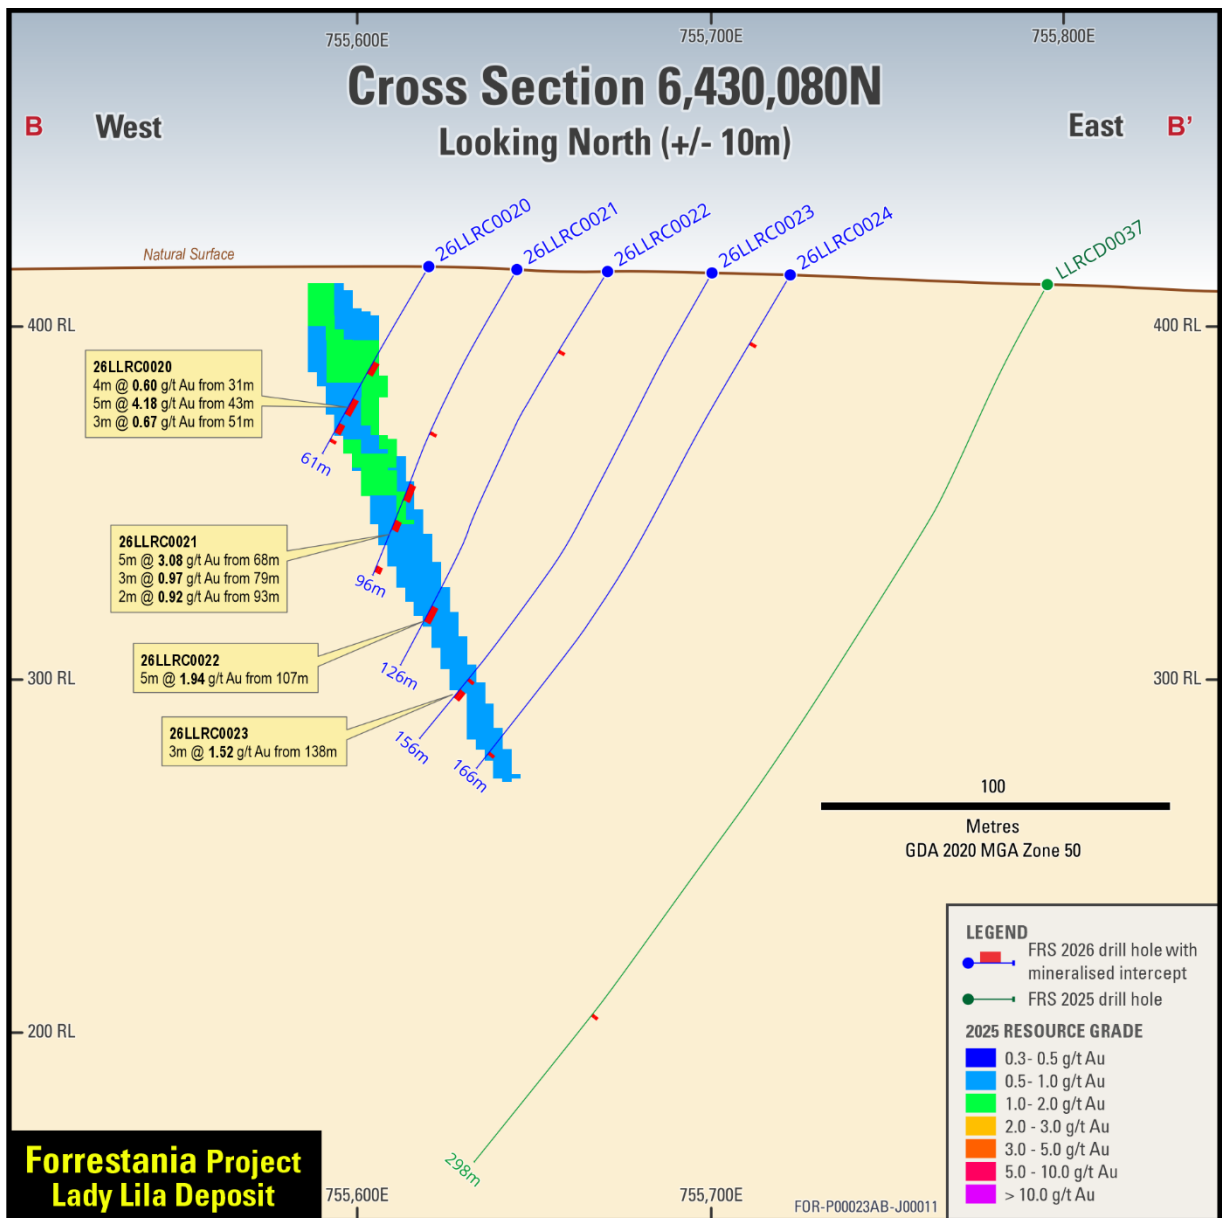 755,600E
755,700E
755,800E
Cross Section 6,430,080N
Looking North (+/- 10m)
B
West
East
B'
Natural Surface
26LLRC0020
26LLRC0021
26LLRC0022
26LLRC0023
26LLRC0024
LLRCD0037
400 RL
400 RL
26LLRC0020
4m @ 0.60 g/t Au from 31m
5m @ 4.18 g/t Au from 43m
3m @ 0.67 g/t Au from 51m
61m
26LLRC0021
5m @ 3.08 g/t Au from 68m
3m @ 0.97 g/t Au from 79m
2m @ 0.92 g/t Au from 93m
96m
26LLRC0022
5m @ 1.94 g/t Au from 107m
126m
300 RL
300 RL
26LLRC0023
3m @ 1.52 g/t Au from 138m
156m
166m
100
Metres
GDA 2020 MGA Zone 50
LEGEND
FRS 2026 drill hole with
mineralised intercept
FRS 2025 drill hole
2025 RESOURCE GRADE
0.3- 0.5 g/t Au
0.5- 1.0 g/t Au
1.0- 2.0 g/t Au
2.0 - 3.0 g/t Au
3.0 - 5.0 g/t Au
5.0 - 10.0 g/t Au
> 10.0 g/t Au
200 RL
298m
Forrestania Project
Lady Lila Deposit
755,600E
755,700E
FOR-P00023AB-J00011